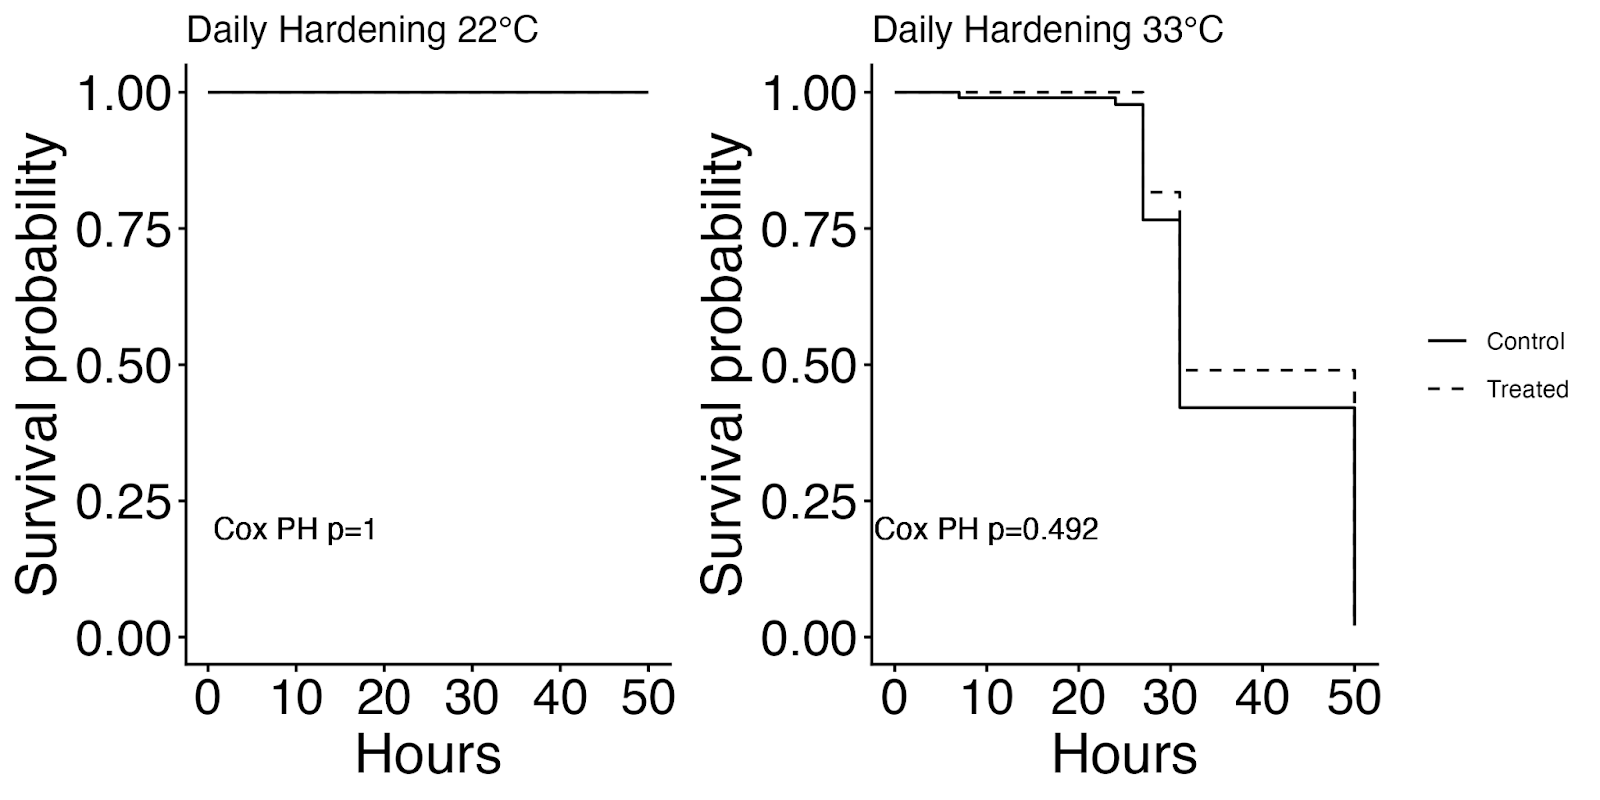 Daily Hardening 22°C
Survival probability
1.00
0.75
0.50
0.25
0.00
Cox PH p=1
0 10 20 30 40 50
Hours
Daily Hardening 33°C
Survival probability
1.00
0.75
0.50
0.25
0.00
Cox PH p=0.492
0 10 20 30 40 50
Hours
Control
Treated